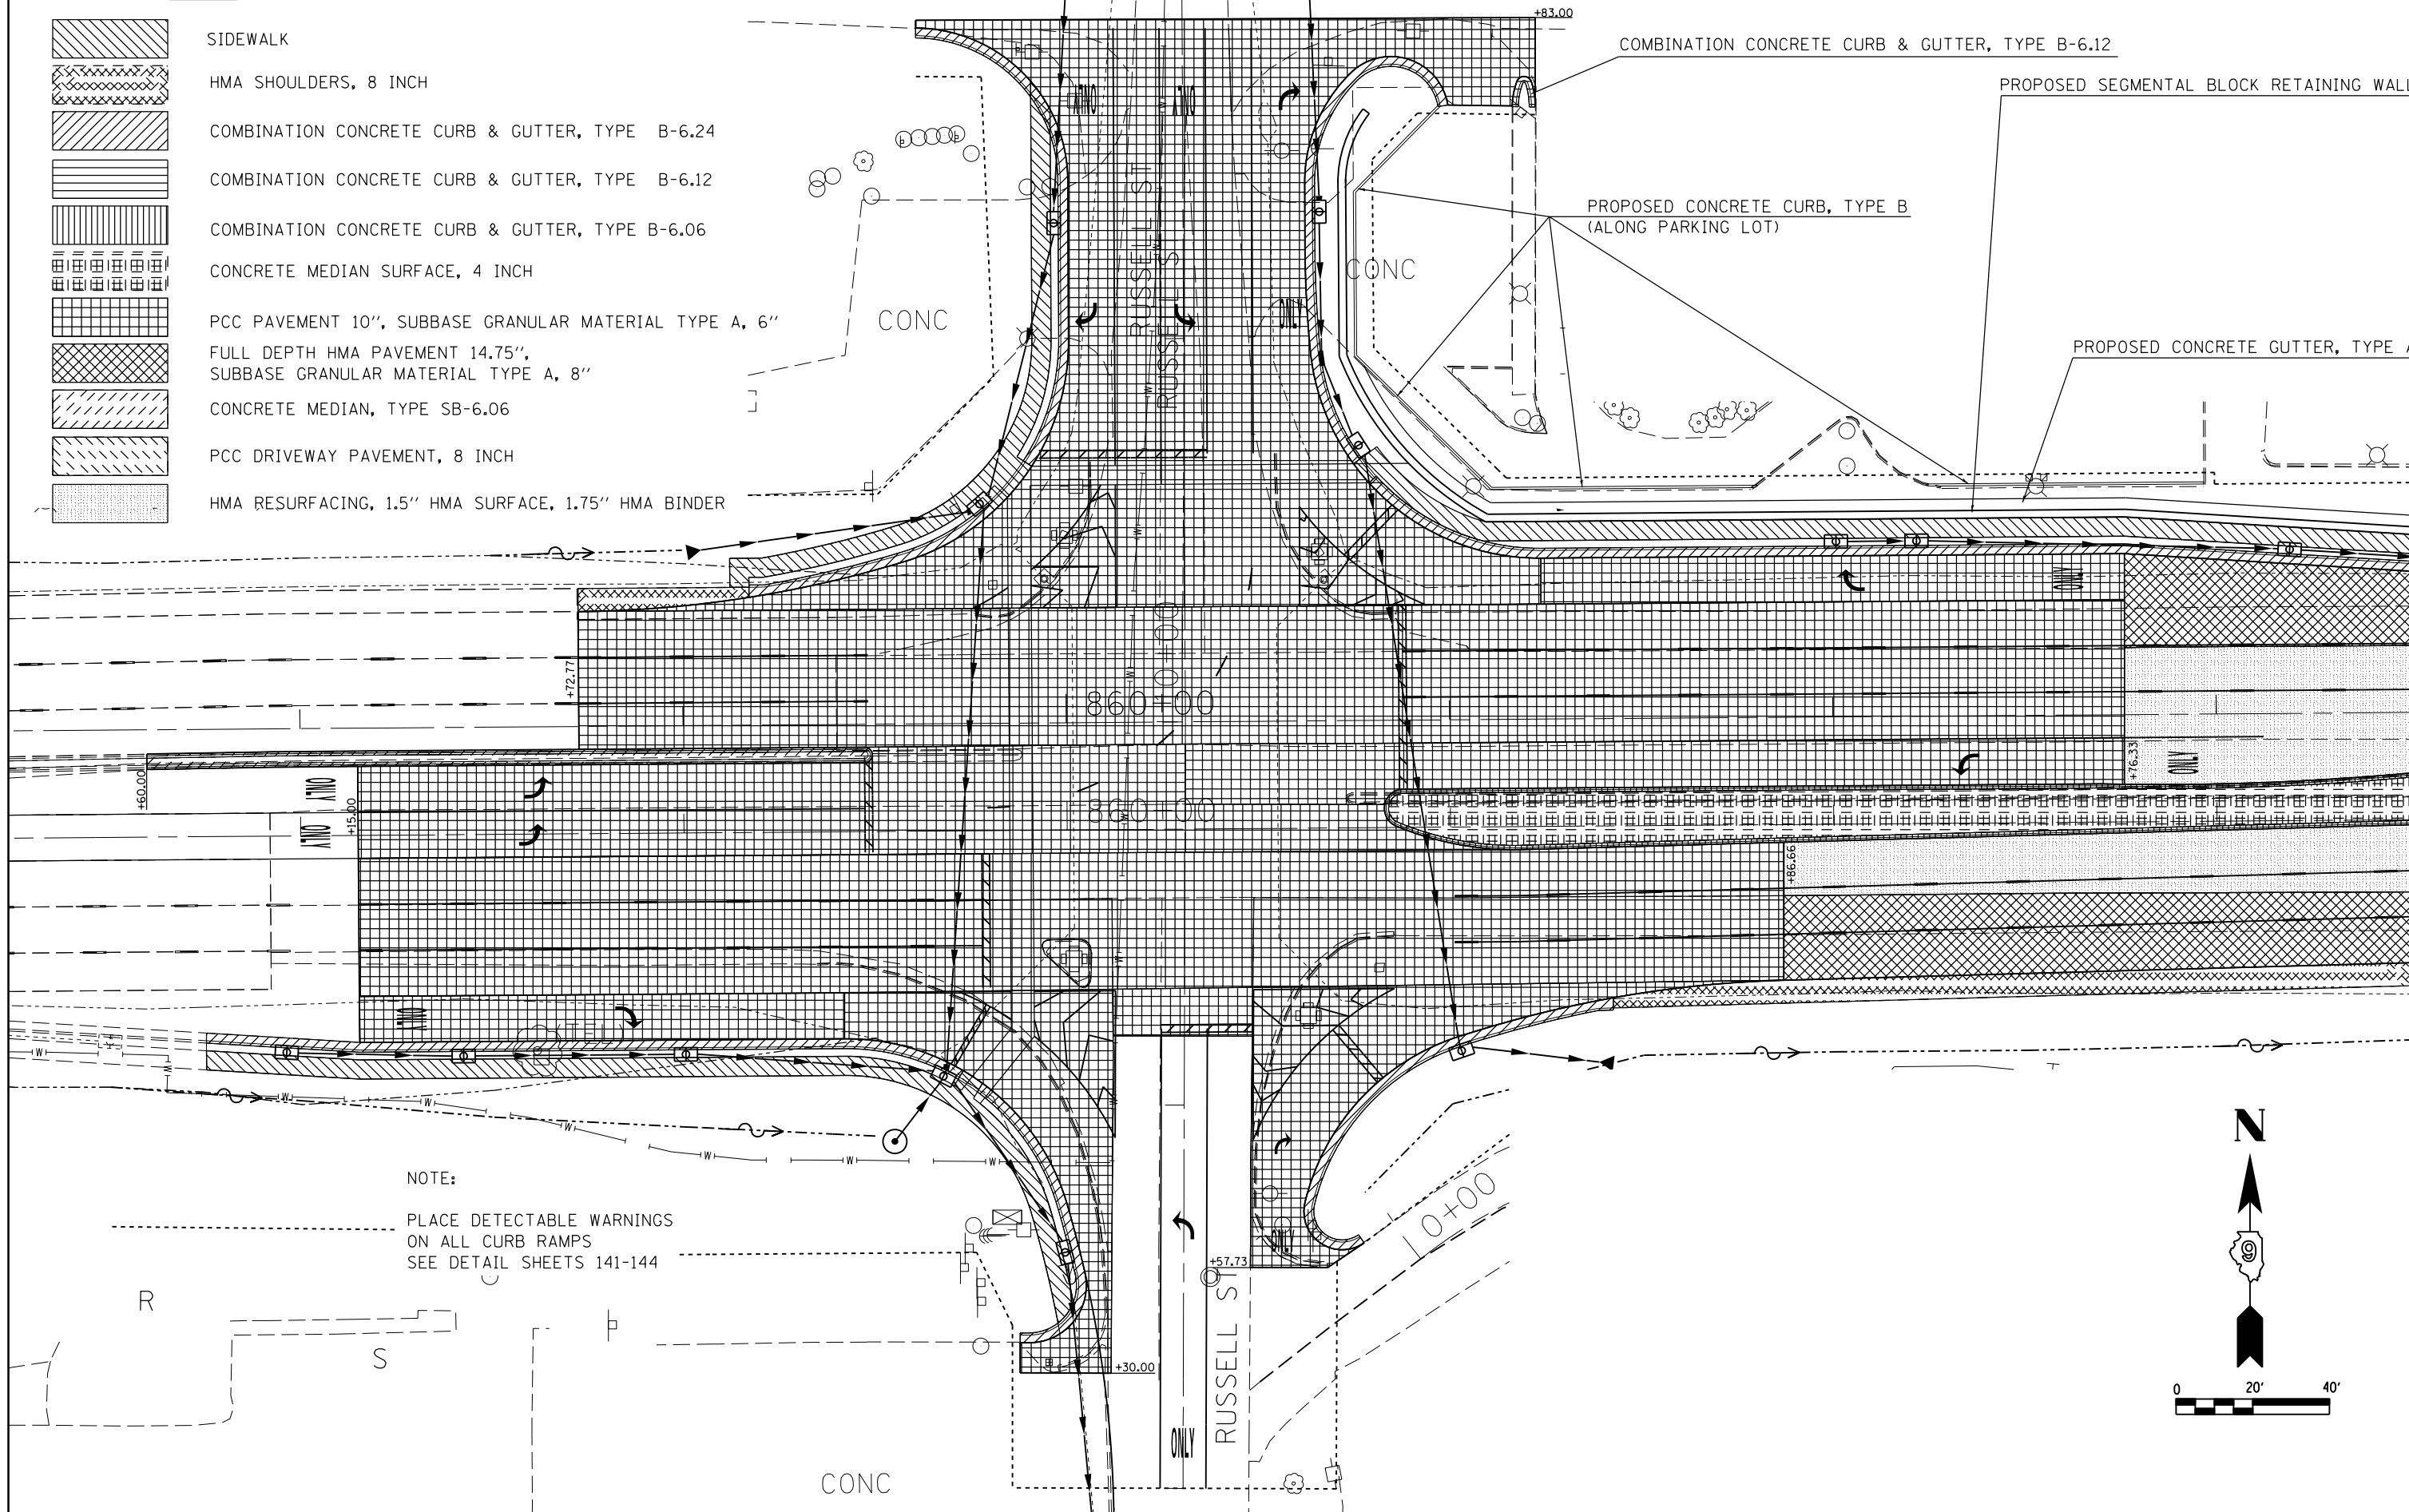 SIDEWALK
HMA SHOULDERS, 8 INCH
COMBINATION CONCRETE CURB & GUTTER, TYPE B-6.24
COMBINATION CONCRETE CURB & GUTTER, TYPE B-6.12
COMBINATION CONCRETE CURB & GUTTER, TYPE B-6.06
CONCRETE MEDIAN SURFACE, 4 INCH
PCC PAVEMENT 10", SUBBASE GRANULAR MATERIAL TYPE A, 6"
FULL DEPTH HMA PAVEMENT 14.75",
SUBBASE GRANULAR MATERIAL TYPE A, 8"
CONCRETE MEDIAN, TYPE SB-6.06
PCC DRIVEWAY PAVEMENT, 8 INCH
HMA RESURFACING, 1.5" HMA SURFACE, 1.75" HMA BINDER
+83.00
COMBINATION CONCRETE CURB & GUTTER, TYPE B-6.12
PROPOSED SEGMENTAL BLOCK RETAINING WALL
ONLY
ONLY
RUSSELL ST
RUSSELL ST
PROPOSED CONCRETE CURB, TYPE B
(ALONG PARKING LOT)
CONC
CONC
ONLY
PROPOSED CONCRETE GUTTER, TYPE A
ONLY
+72.77
860+00
10+00
+60.00
ONLY
ONLY
+15.00
860+00
+76.33
ONLY
+86.66
ONLY
W
W
W
W
W
W
W
NOTE:
PLACE DETECTABLE WARNINGS
ON ALL CURB RAMPS
SEE DETAIL SHEETS 141-144
ONLY
+57.73
10+00
RUSSELL ST
+30.00
ONLY
R
S
CONC
N
9
0 20' 40'